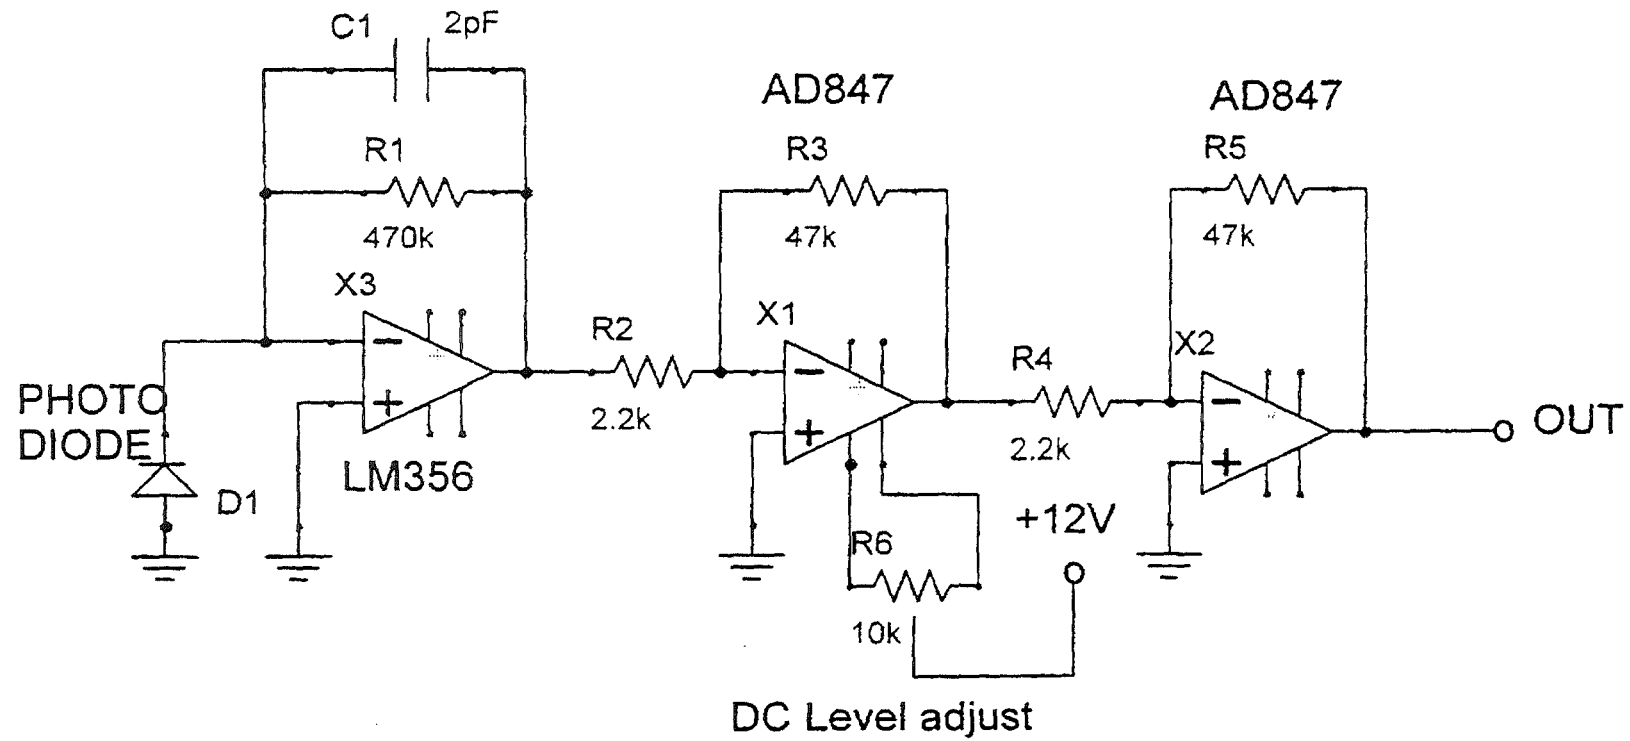 C1 2pF
AD847
AD847
R1
R3
R5
470k
47k
47k
X3
X1
R2
R4
X2
PHOTO
DIODE
2.2k
2.2k
OUT
LM356
D1
+12V
R6
10k
DC Level adjust